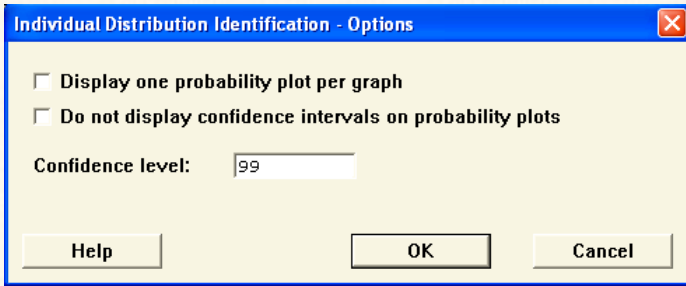 Individual Distribution Identification - Options
Display one probability plot per graph
Do not display confidence intervals on probability plots
Confidence level: 99
Help OK Cancel